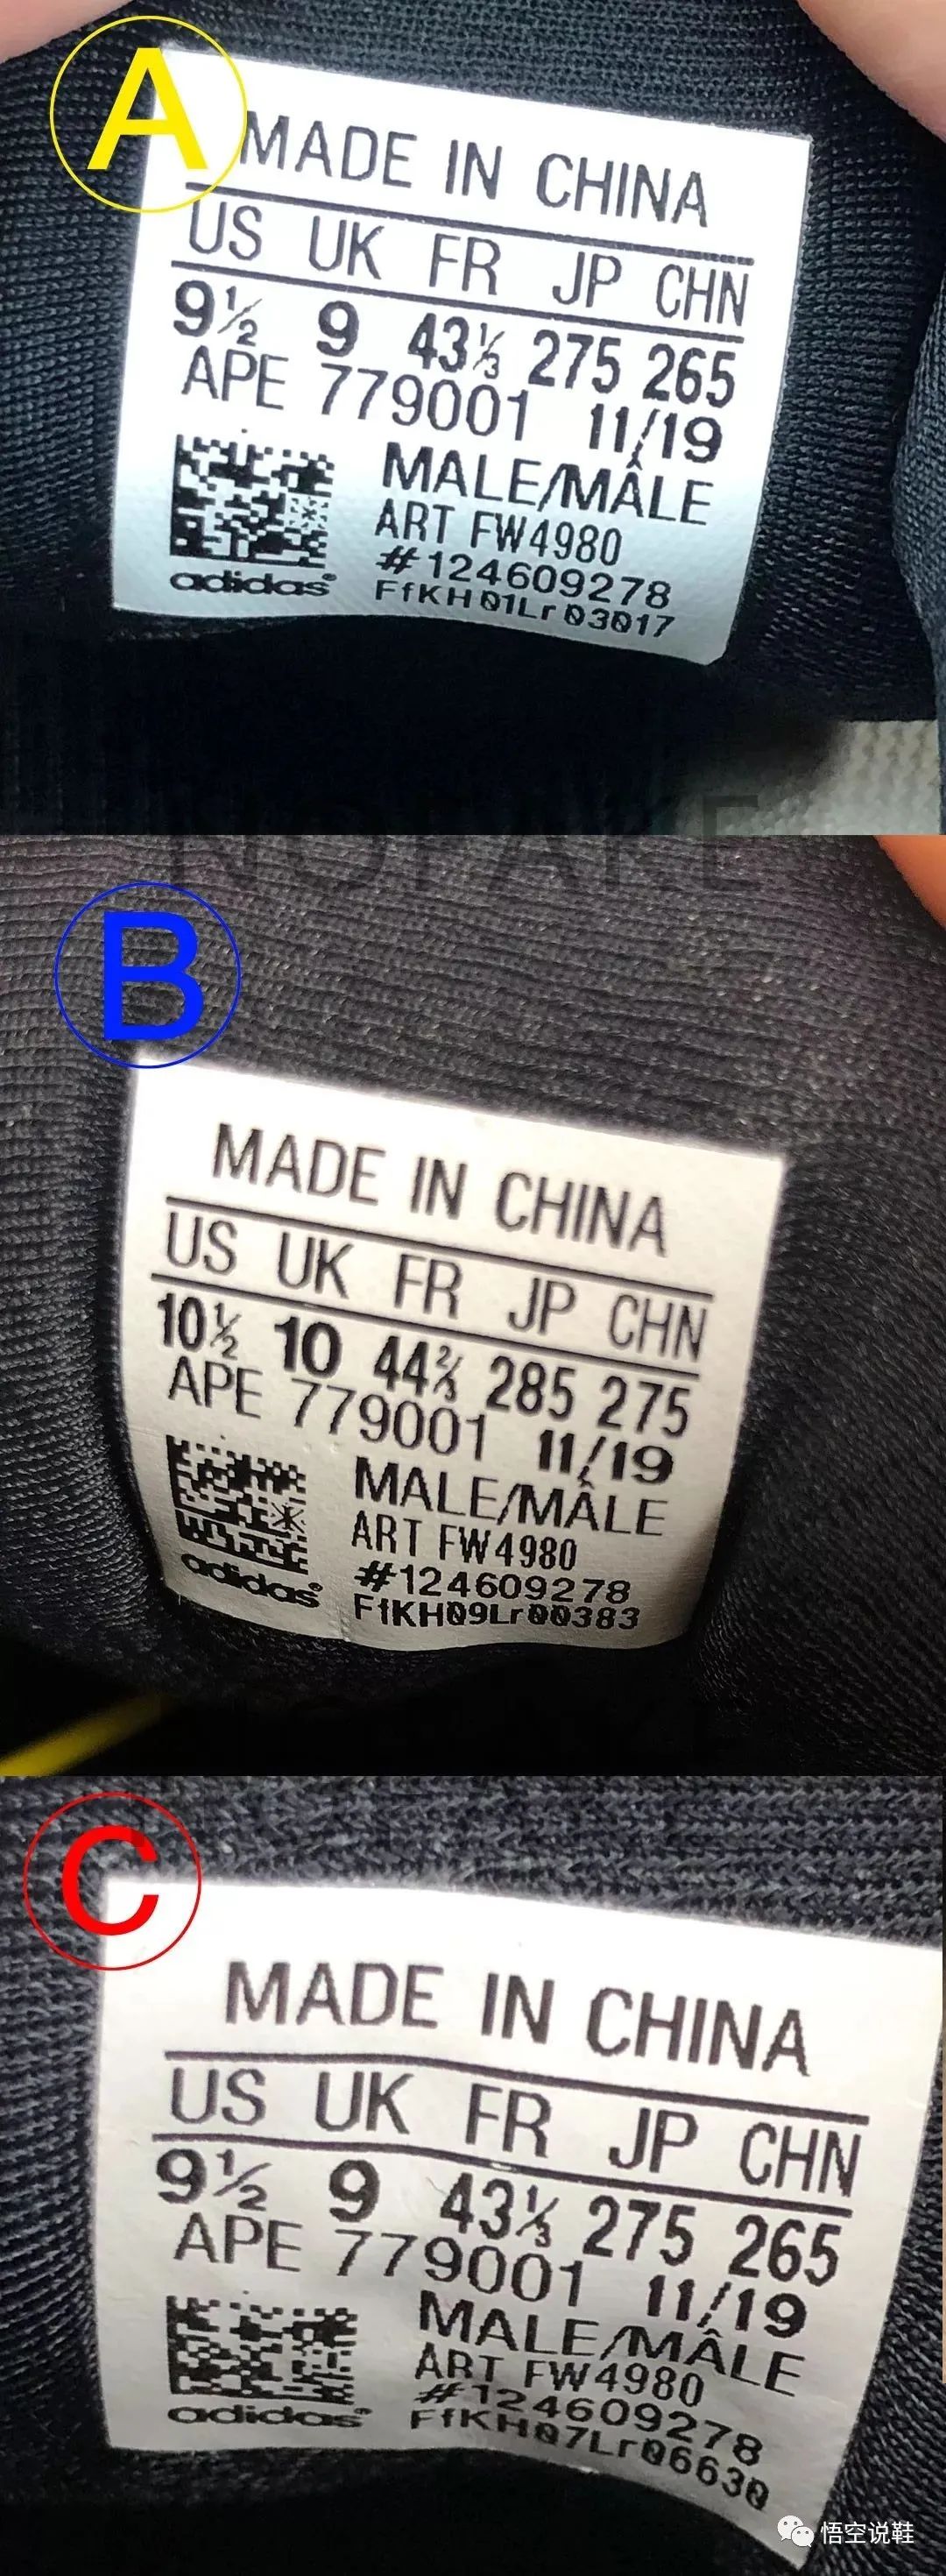 A
MADE IN CHINA
US UK FR JP CHN
9½ 9 43⅓ 275 265
APE 779001 11/19
MALE/MÂLE
ART FW4980
#124609278
FfKH01Lr03017
adidas®
NOFAKE
B
MADE IN CHINA
US UK FR JP CHN
10½ 10 44⅔ 285 275
APE 779001 11/19
MALE/MÂLE
ART FW4980
#124609278
FfKH09Lr00383
adidas®
C
MADE IN CHINA
US UK FR JP CHN
9½ 9 43⅓ 275 265
APE 779001 11/19
MALE/MÂLE
ART FW4980
#124609278
FfKH07Lr06630
adidas®
悟空说鞋